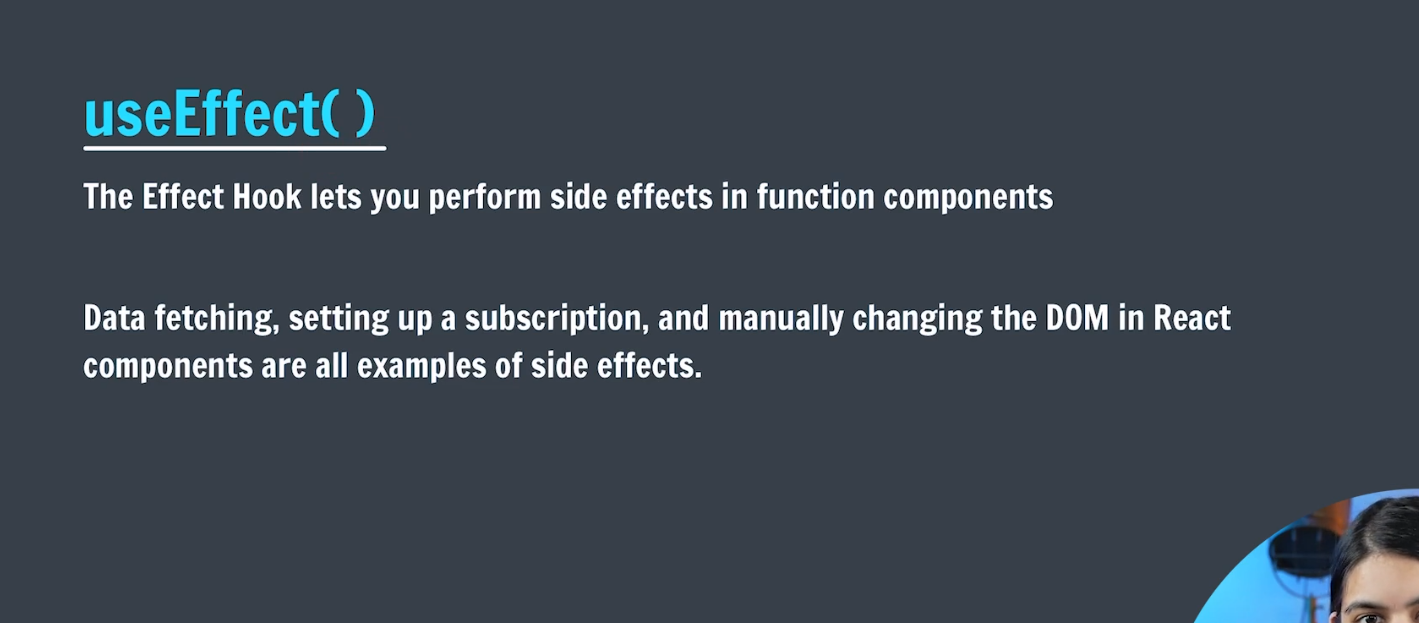 useEffect( )
The Effect Hook lets you perform side effects in function components
Data fetching, setting up a subscription, and manually changing the DOM in React
components are all examples of side effects.